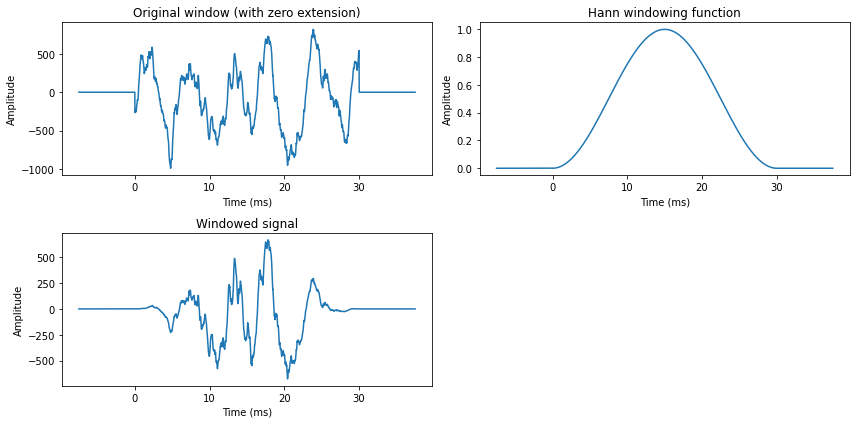 Original window (with zero extension)
Amplitude
500
0
−500
−1000
0 10 20 30
Time (ms)
Hann windowing function
Amplitude
1.0
0.8
0.6
0.4
0.2
0.0
0 10 20 30
Time (ms)
Windowed signal
Amplitude
500
250
0
−250
−500
0 10 20 30
Time (ms)